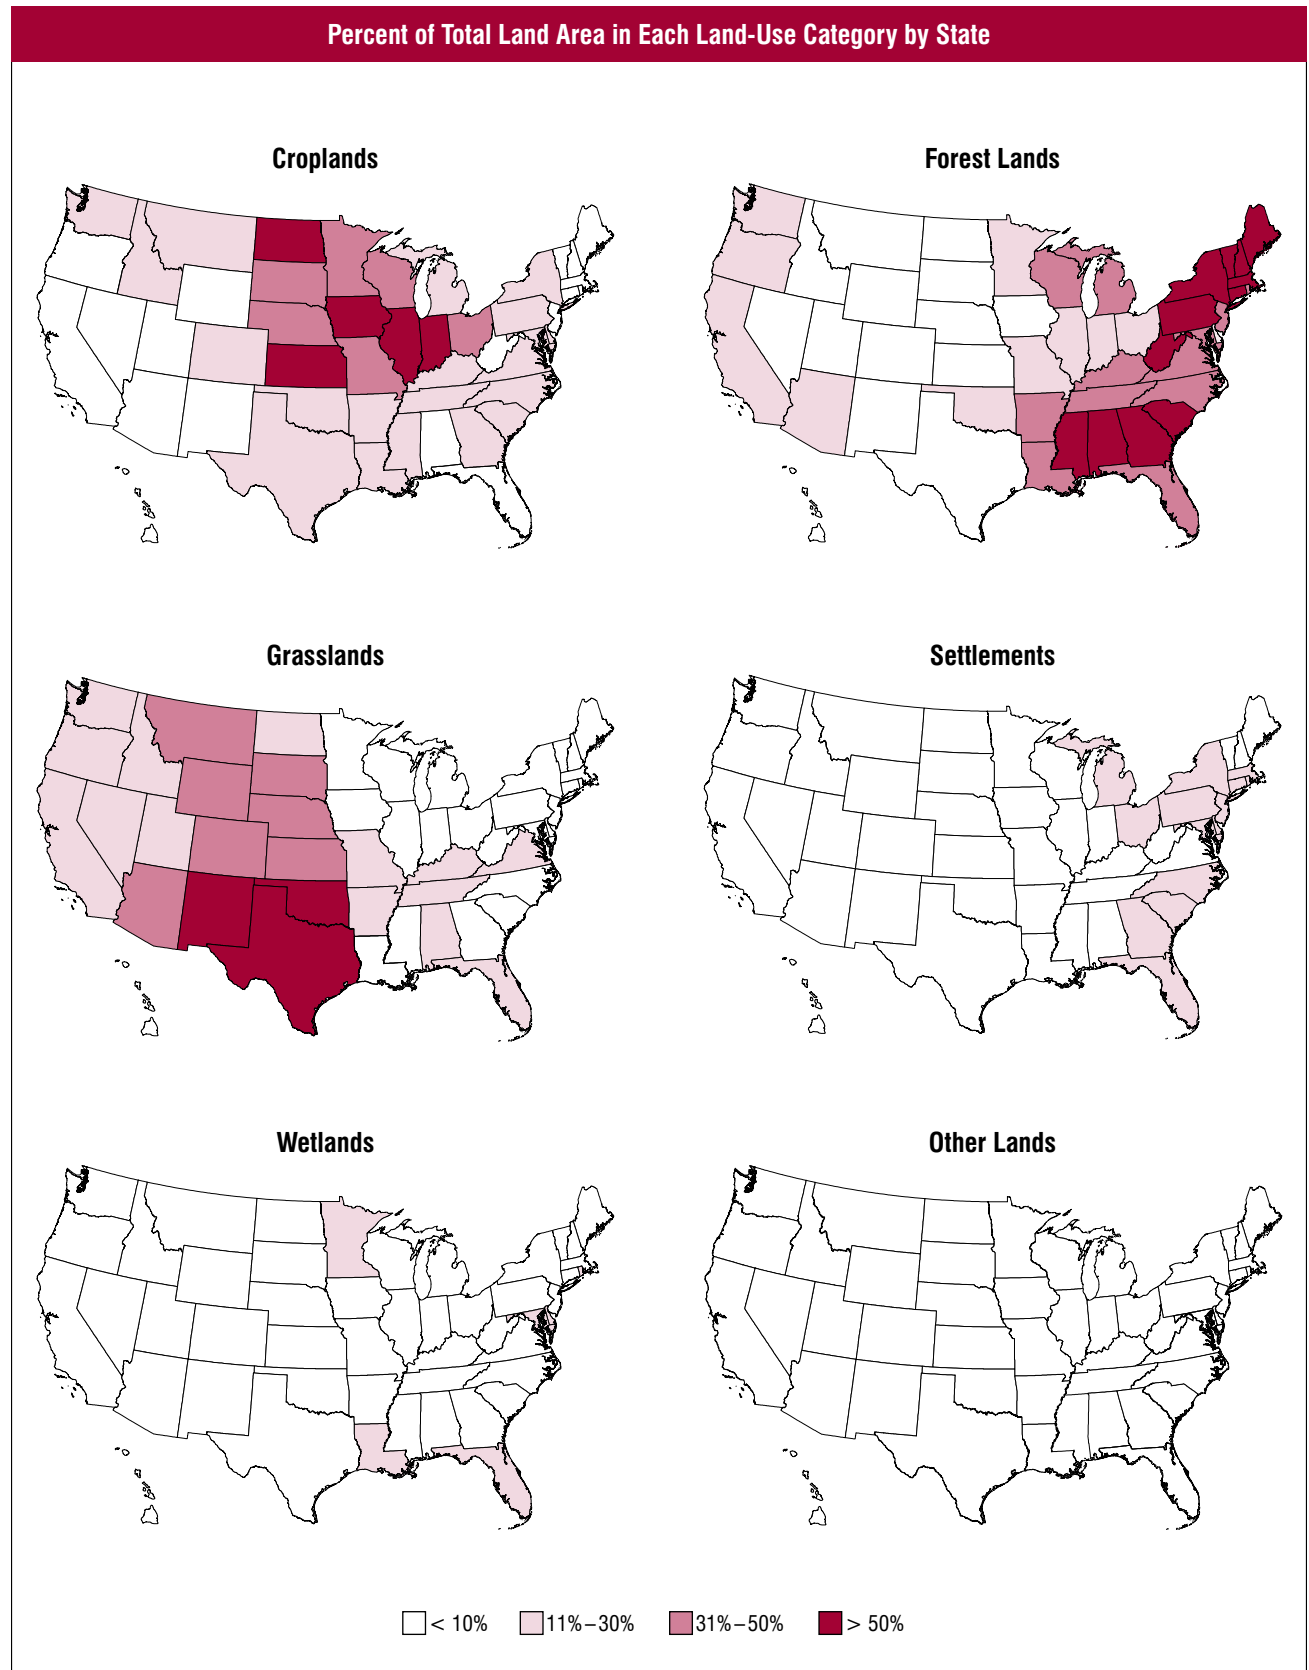 Percent of Total Land Area in Each Land-Use Category by State
Croplands
Forest Lands
Grasslands
Settlements
Wetlands
Other Lands
< 10% 11%–30% 31%–50% > 50%